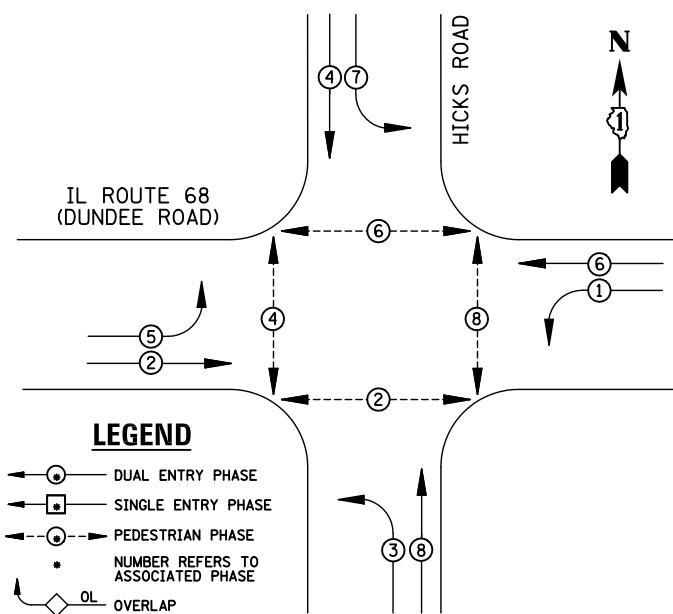 4 7
HICKS ROAD
N
1
IL ROUTE 68
(DUNDEE ROAD)
6
6
1
5
4
8
2
2
LEGEND
* DUAL ENTRY PHASE
* SINGLE ENTRY PHASE
* PEDESTRIAN PHASE
* NUMBER REFERS TO
ASSOCIATED PHASE
OL OVERLAP
3 8